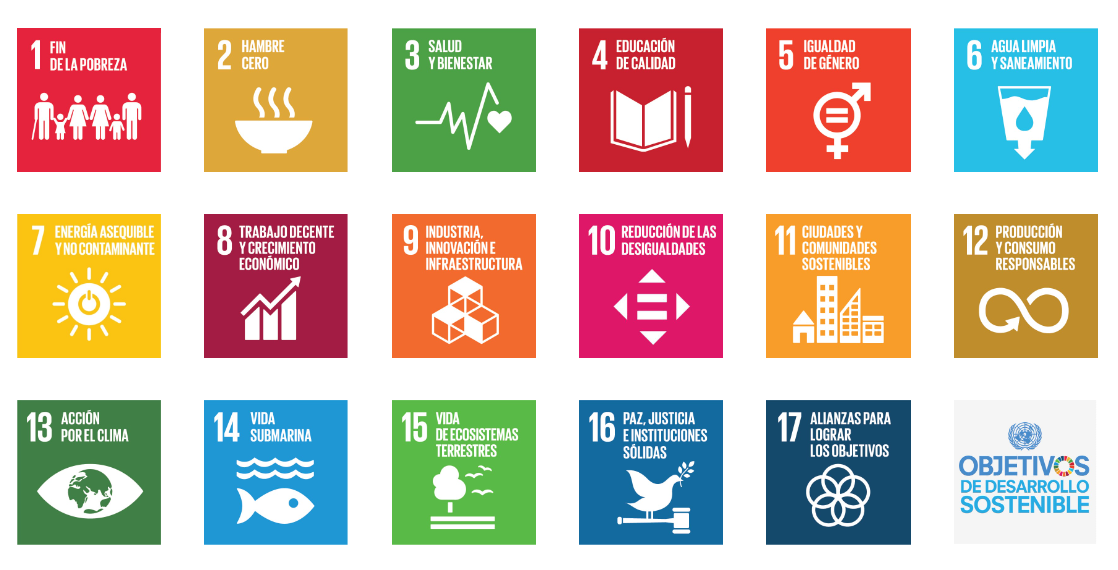 1 FIN
DE LA POBREZA
2 HAMBRE
CERO
3 SALUD
Y BIENESTAR
4 EDUCACIÓN
DE CALIDAD
5 IGUALDAD
DE GÉNERO
6 AGUA LIMPIA
Y SANEAMIENTO
7 ENERGÍA ASEQUIBLE
Y NO CONTAMINANTE
8 TRABAJO DECENTE
Y CRECIMIENTO
ECONÓMICO
9 INDUSTRIA,
INNOVACIÓN E
INFRAESTRUCTURA
10 REDUCCIÓN DE LAS
DESIGUALDADES
11 CIUDADES Y
COMUNIDADES
SOSTENIBLES
12 PRODUCCIÓN
Y CONSUMO
RESPONSABLES
13 ACCIÓN
POR EL CLIMA
14 VIDA
SUBMARINA
15 VIDA
DE ECOSISTEMAS
TERRESTRES
16 PAZ, JUSTICIA
E INSTITUCIONES
SÓLIDAS
17 ALIANZAS PARA
LOGRAR
LOS OBJETIVOS
OBJETIVOS
DE DESARROLLO
SOSTENIBLE